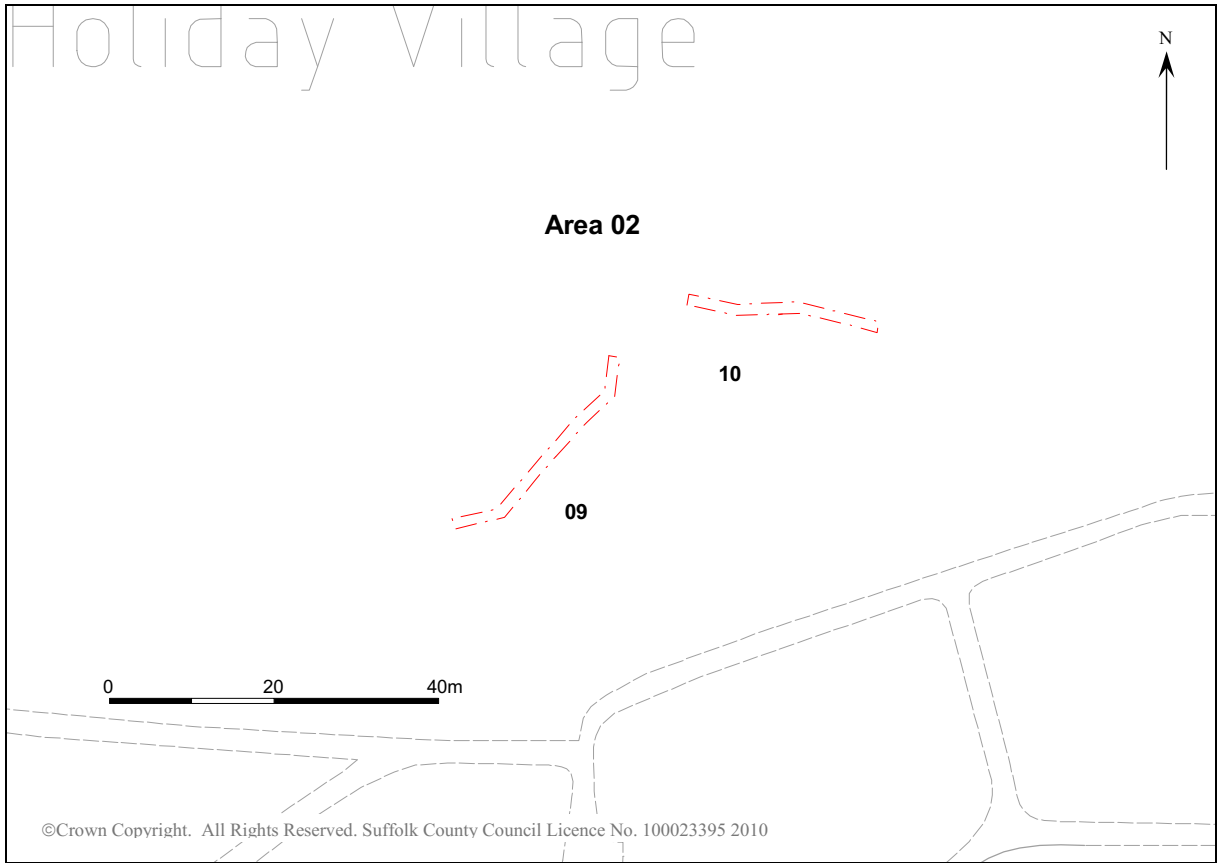 Holiday Village
N
Area 02
10
09
0 20 40m
©Crown Copyright. All Rights Reserved. Suffolk County Council Licence No. 100023395 2010